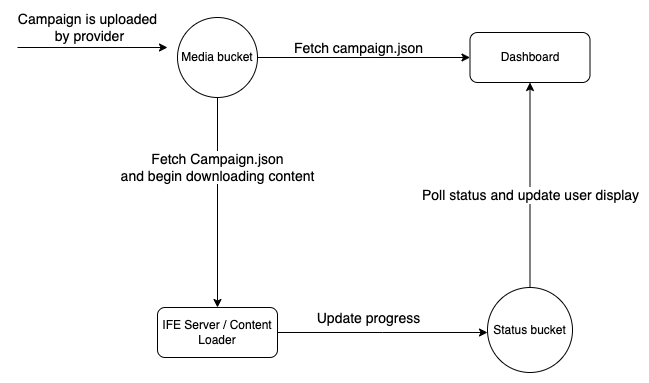 Campaign is uploaded
by provider
Media bucket
Fetch campaign.json
Dashboard
Fetch Campaign.json
and begin downloading content
Poll status and update user display
IFE Server / Content
Loader
Update progress
Status bucket